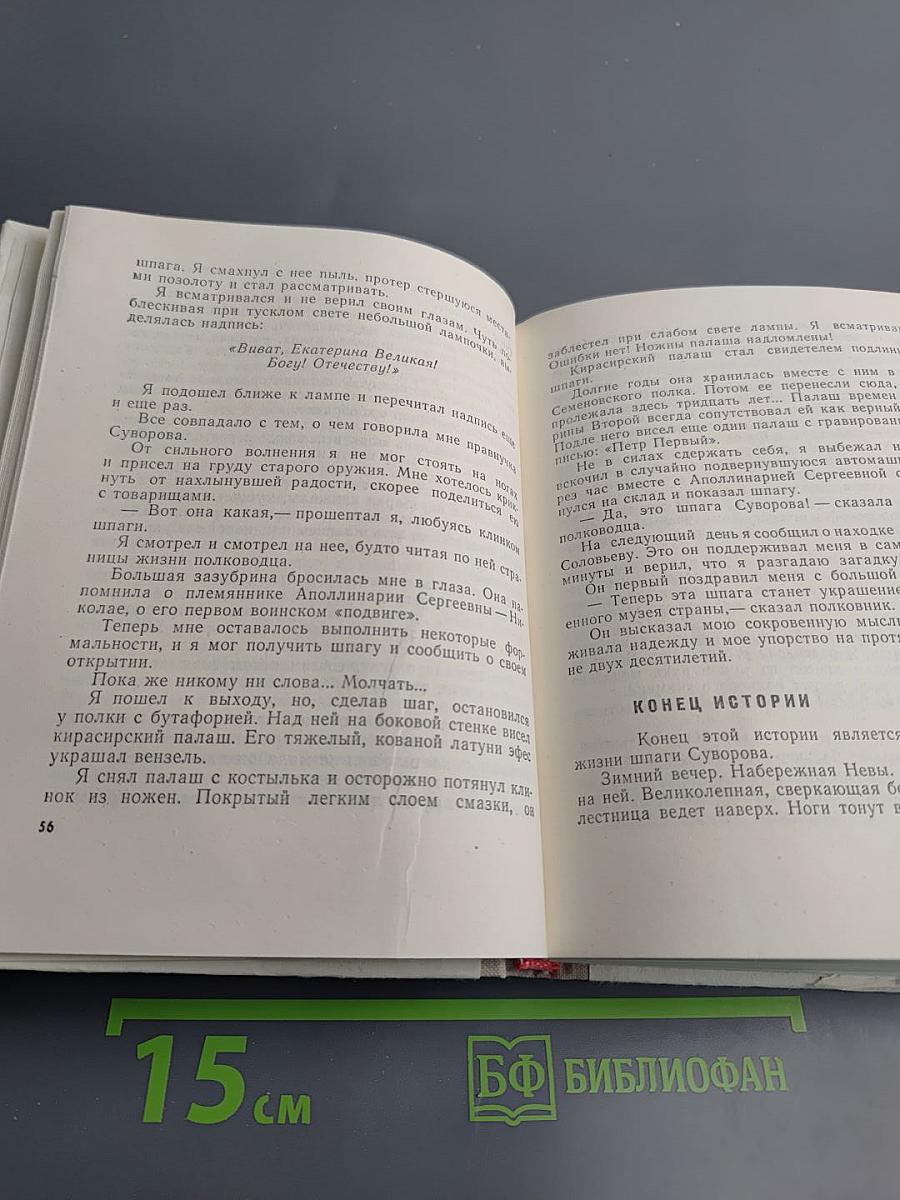 шпага. Я смахнул с нее пыль, протер стершуюся места-
ми позолоту и стал рассматривать.
Я всматривался и не верил своим глазам. Чуть по-
блескивая при тусклом свете небольшой лампочки, вы-
делялась надпись:
«Виват, Екатерина Великая!
Богу! Отечеству!»
Я подошел ближе к лампе и перечитал надпись еще
и еще раз.
Все совпадало с тем, о чем говорила мне правнучка
Суворова.
От сильного волнения я не мог стоять на ногах
и присел на груду старого оружия. Мне хотелось крик-
нуть от нахлынувшей радости, скорее поделиться ею
с товарищами.
— Вот она какая,— прошептал я, любуясь клинком
шпаги.
Я смотрел и смотрел на нее, будто читая по ней стра-
ницы жизни полководца.
Большая зазубрина бросилась мне в глаза. Она на-
помнила о племяннике Аполлинарии Сергеевны — Ни-
колае, о его первом воинском «подвиге».
Теперь мне оставалось выполнить некоторые фор-
мальности, и я мог получить шпагу и сообщить о своем
открытии.
Пока же никому ни слова... Молчать...
Я пошел к выходу, но, сделав шаг, остановился
у полки с бутафорией. Над ней на боковой стенке висел
кирасирский палаш. Его тяжелый, кованой латуни эфес
украшал вензель.
Я снял палаш с костылька и осторожно потянул кли-
нок из ножен. Покрытый легким слоем смазки, он
56
заблестел при слабом свете лампы. Я
Ошибки нет! Ножны палаша надломлены!
Кирасирский палаш стал свидетелем
шпаги.
Долгие годы она хранилась вместе с ним в
Семеновского полка. Потом ее перенесли сюда,
пролежала здесь тридцать лет... Палаш времен
рины Второй всегда сопутствовал ей как верный
Подле него висел еще один палаш с
писью: «Петр Первый».
Не в силах сдержать себя, я выбежал
вскочил в случайно подвернувшуюся
рез час вместе с Аполлинарией Сергеевной
нулся на склад и показал шпагу.
— Да, это шпага Суворова! — сказала
полководца.
На следующий день я сообщил о находке
Соловьеву. Это он поддерживал меня в
минуты и верил, что я разгадаю загадку
Он первый поздравил меня с большой
— Теперь эта шпага станет украшение
енного музея страны,— сказал полковник.
Он высказал мою сокровенную
живала надежду и мое упорство на
не двух десятилетий.
КОНЕЦ ИСТОРИИ
Конец этой истории является
жизни шпаги Суворова.
Зимний вечер. Набережная Невы.
на ней. Великолепная, сверкающая
лестница ведет наверх. Ноги тонут в
15 см
БФ БИБЛИОФАН